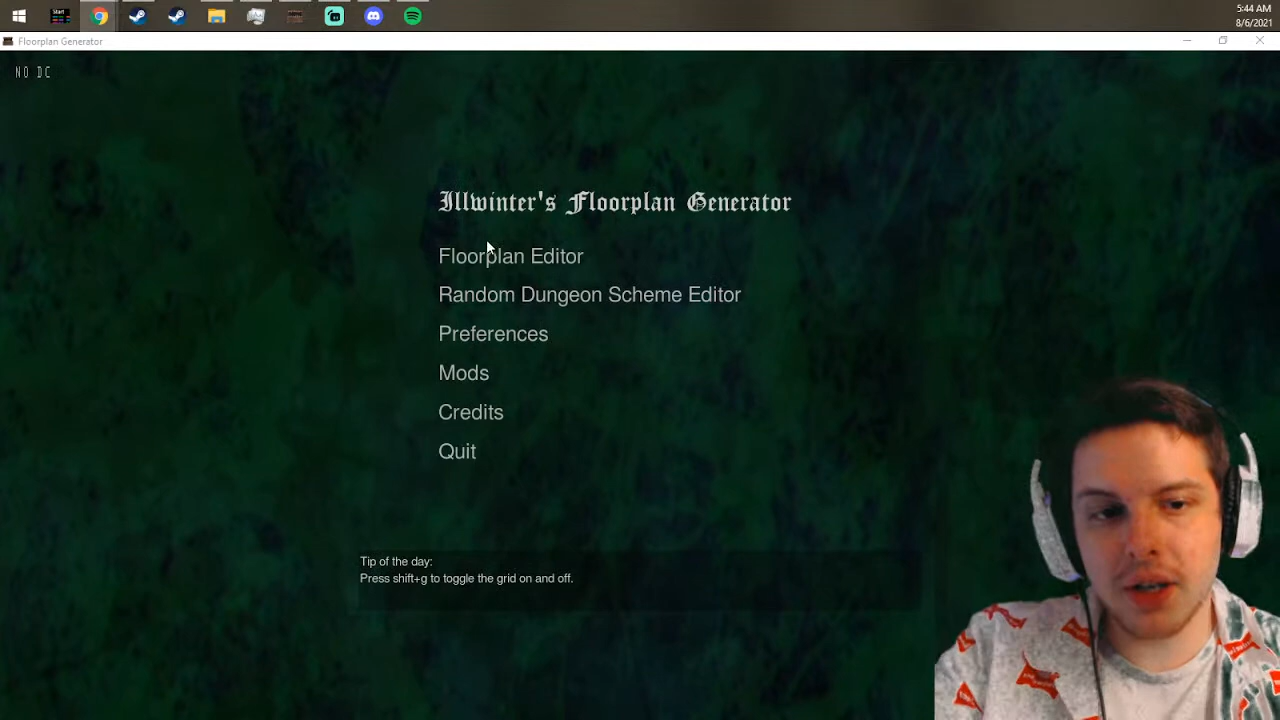 5:44 AM
8/6/2021
Floorplan Generator
NO DC
Illwinter's Floorplan Generator
Floorplan Editor
Random Dungeon Scheme Editor
Preferences
Mods
Credits
Quit
Tip of the day:
Press shift+g to toggle the grid on and off.